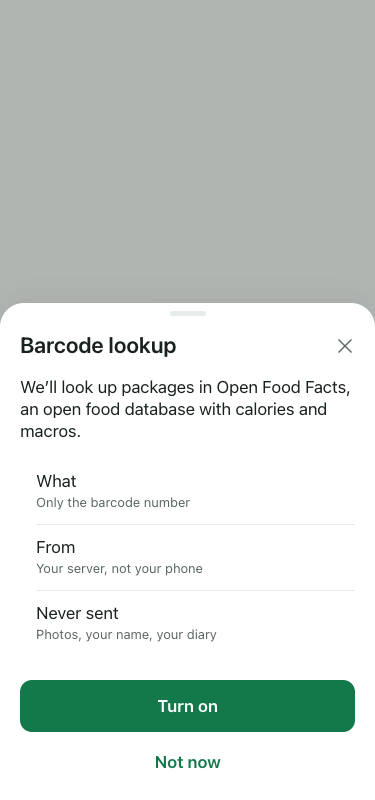 Barcode lookup
We’ll look up packages in Open Food Facts,
an open food database with calories and
macros.
What
Only the barcode number
From
Your server, not your phone
Never sent
Photos, your name, your diary
Turn on
Not now